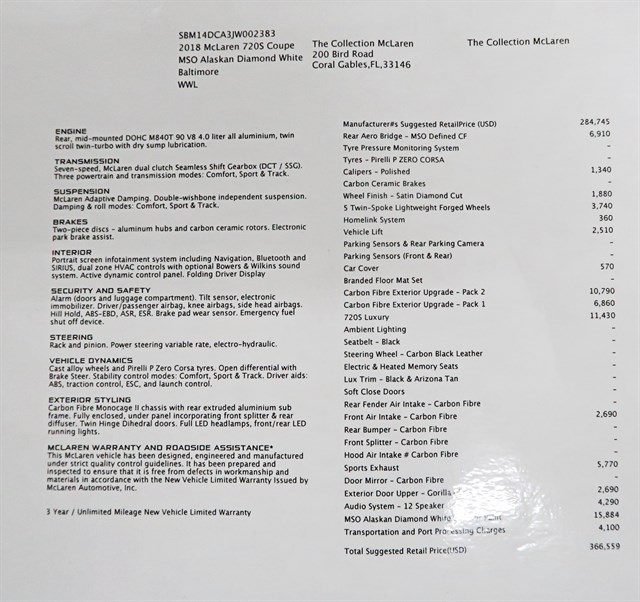 SBM14DCA3JW002383
2018 McLaren 720S Coupe
MSO Alaskan Diamond White
Baltimore
WWL
The Collection McLaren
200 Bird Road
Coral Gables,FL,33146
The Collection McLaren
ENGINE
Rear, mid-mounted DOHC M840T 90 V8 4.0 liter all aluminium, twin
scroll twin-turbo with dry sump lubrication.
TRANSMISSION
Seven-speed, McLaren dual clutch Seamless Shift Gearbox (DCT / SSG).
Three powertrain and transmission modes: Comfort, Sport & Track.
SUSPENSION
McLaren Adaptive Damping. Double-wishbone independent suspension.
Damping & roll modes: Comfort, Sport & Track.
BRAKES
Two-piece discs - aluminum hubs and carbon ceramic rotors. Electronic
park brake assist.
INTERIOR
Portrait screen infotainment system including Navigation, Bluetooth and
SIRIUS, dual zone HVAC controls with optional Bowers & Wilkins sound
system. Active dynamic control panel. Folding Driver Display
SECURITY AND SAFETY
Alarm (doors and luggage compartment). Tilt sensor, electronic
immobilizer. Driver/passenger airbag, knee airbags, side head airbags.
Hill Hold, ABS-EBD, ASR, ESR. Brake pad wear sensor. Emergency fuel
shut off device.
STEERING
Rack and pinion. Power steering variable rate, electro-hydraulic.
VEHICLE DYNAMICS
Cast alloy wheels and Pirelli P Zero Corsa tyres. Open differential with
Brake Steer. Stability control modes: Comfort, Sport & Track. Driver aids:
ABS, traction control, ESC, and launch control.
EXTERIOR STYLING
Carbon Fibre Monocage II chassis with rear extruded aluminium sub
frame. Fully enclosed, under panel incorporating front splitter & rear
diffuser. Twin Hinge Dihedral doors. Full LED headlamps, front/rear LED
running lights.
MCLAREN WARRANTY AND ROADSIDE ASSISTANCE*
This McLaren vehicle has been designed, engineered and manufactured
under strict quality control guidelines. It has been prepared and
inspected to ensure that it is free from defects in workmanship and
materials in accordance with the New Vehicle Limited Warranty Issued by
McLaren Automotive, Inc.
3 Year / Unlimited Mileage New Vehicle Limited Warranty
Manufacturer#s Suggested RetailPrice (USD) 284,745
Rear Aero Bridge - MSO Defined CF 6,910
Tyre Pressure Monitoring System -
Tyres - Pirelli P ZERO CORSA -
Calipers - Polished 1,340
Carbon Ceramic Brakes -
Wheel Finish - Satin Diamond Cut 1,880
5 Twin-Spoke Lightweight Forged Wheels 3,740
Homelink System 360
Vehicle Lift 2,510
Parking Sensors & Rear Parking Camera -
Parking Sensors (Front & Rear) -
Car Cover 570
Branded Floor Mat Set -
Carbon Fibre Exterior Upgrade - Pack 2 10,790
Carbon Fibre Exterior Upgrade - Pack 1 6,860
720S Luxury 11,430
Ambient Lighting -
Seatbelt - Black -
Steering Wheel - Carbon Black Leather -
Electric & Heated Memory Seats -
Lux Trim - Black & Arizona Tan -
Soft Close Doors -
Rear Fender Air Intake - Carbon Fibre -
Front Air Intake - Carbon Fibre 2,690
Rear Bumper - Carbon Fibre -
Front Splitter - Carbon Fibre -
Hood Air Intake # Carbon Fibre -
Sports Exhaust 5,770
Door Mirror - Carbon Fibre -
Exterior Door Upper - Gorilla 2,690
Audio System - 12 Speaker 4,290
MSO Alaskan Diamond White 15,884
Transportation and Port Processing Charges 4,100
Total Suggested Retail Price(USD) 366,559